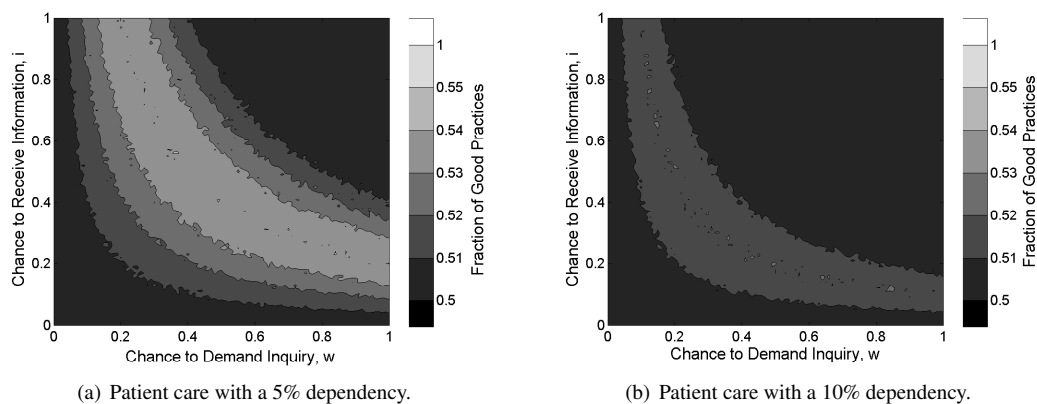 1
0.8
0.6
0.4
0.2
0
0 0.2 0.4 0.6 0.8 1
Chance to Receive Information, i
Chance to Demand Inquiry, w
1
0.55
0.54
0.53
0.52
0.51
0.5
Fraction of Good Practices
(a) Patient care with a 5% dependency.
1
0.8
0.6
0.4
0.2
0
0 0.2 0.4 0.6 0.8 1
Chance to Receive Information, i
Chance to Demand Inquiry, w
1
0.55
0.54
0.53
0.52
0.51
0.5
Fraction of Good Practices
(b) Patient care with a 10% dependency.